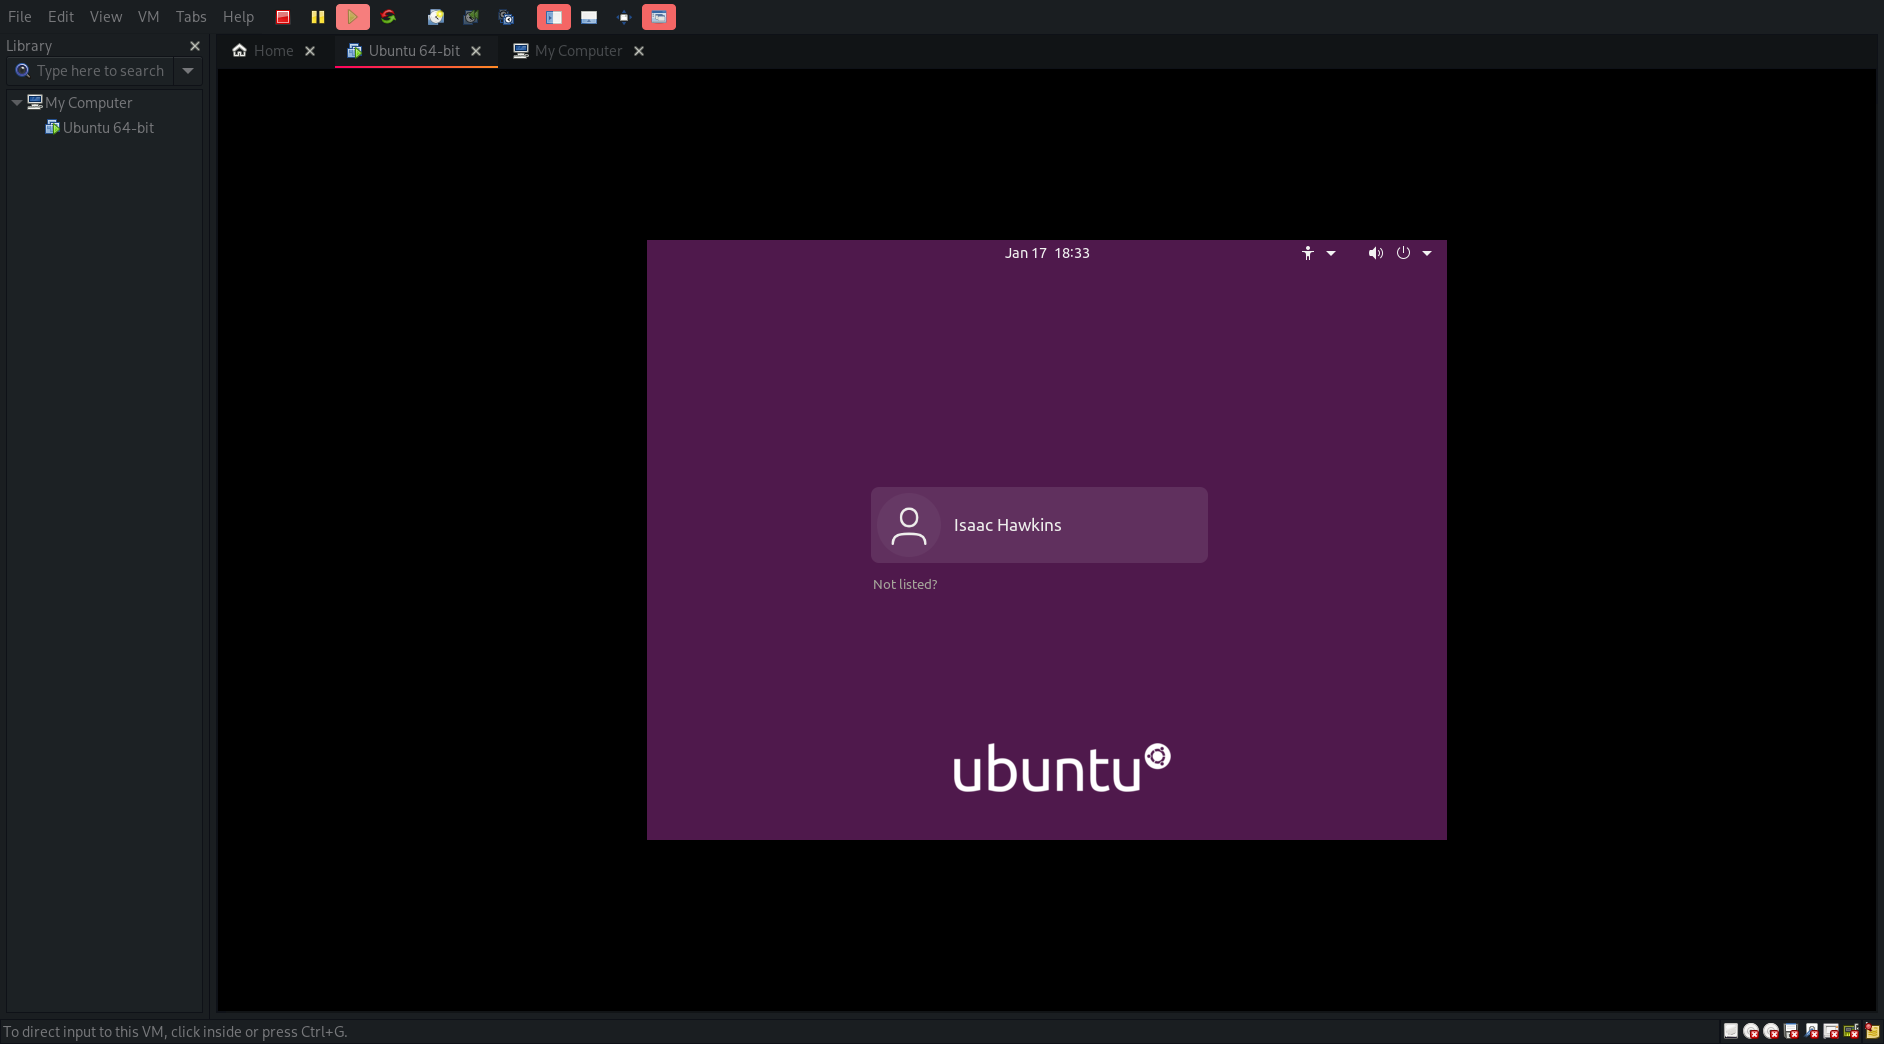 File Edit View VM Tabs Help
Library
Type here to search
My Computer
Ubuntu 64-bit
Home Ubuntu 64-bit My Computer
Jan 17 18:33
Isaac Hawkins
Not listed?
ubuntu
To direct input to this VM, click inside or press Ctrl+G.